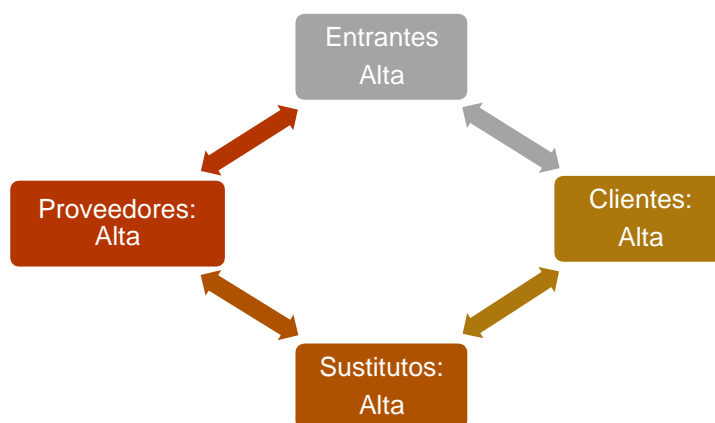 Entrantes
Alta
Proveedores:
Alta
Clientes:
Alta
Sustitutos:
Alta